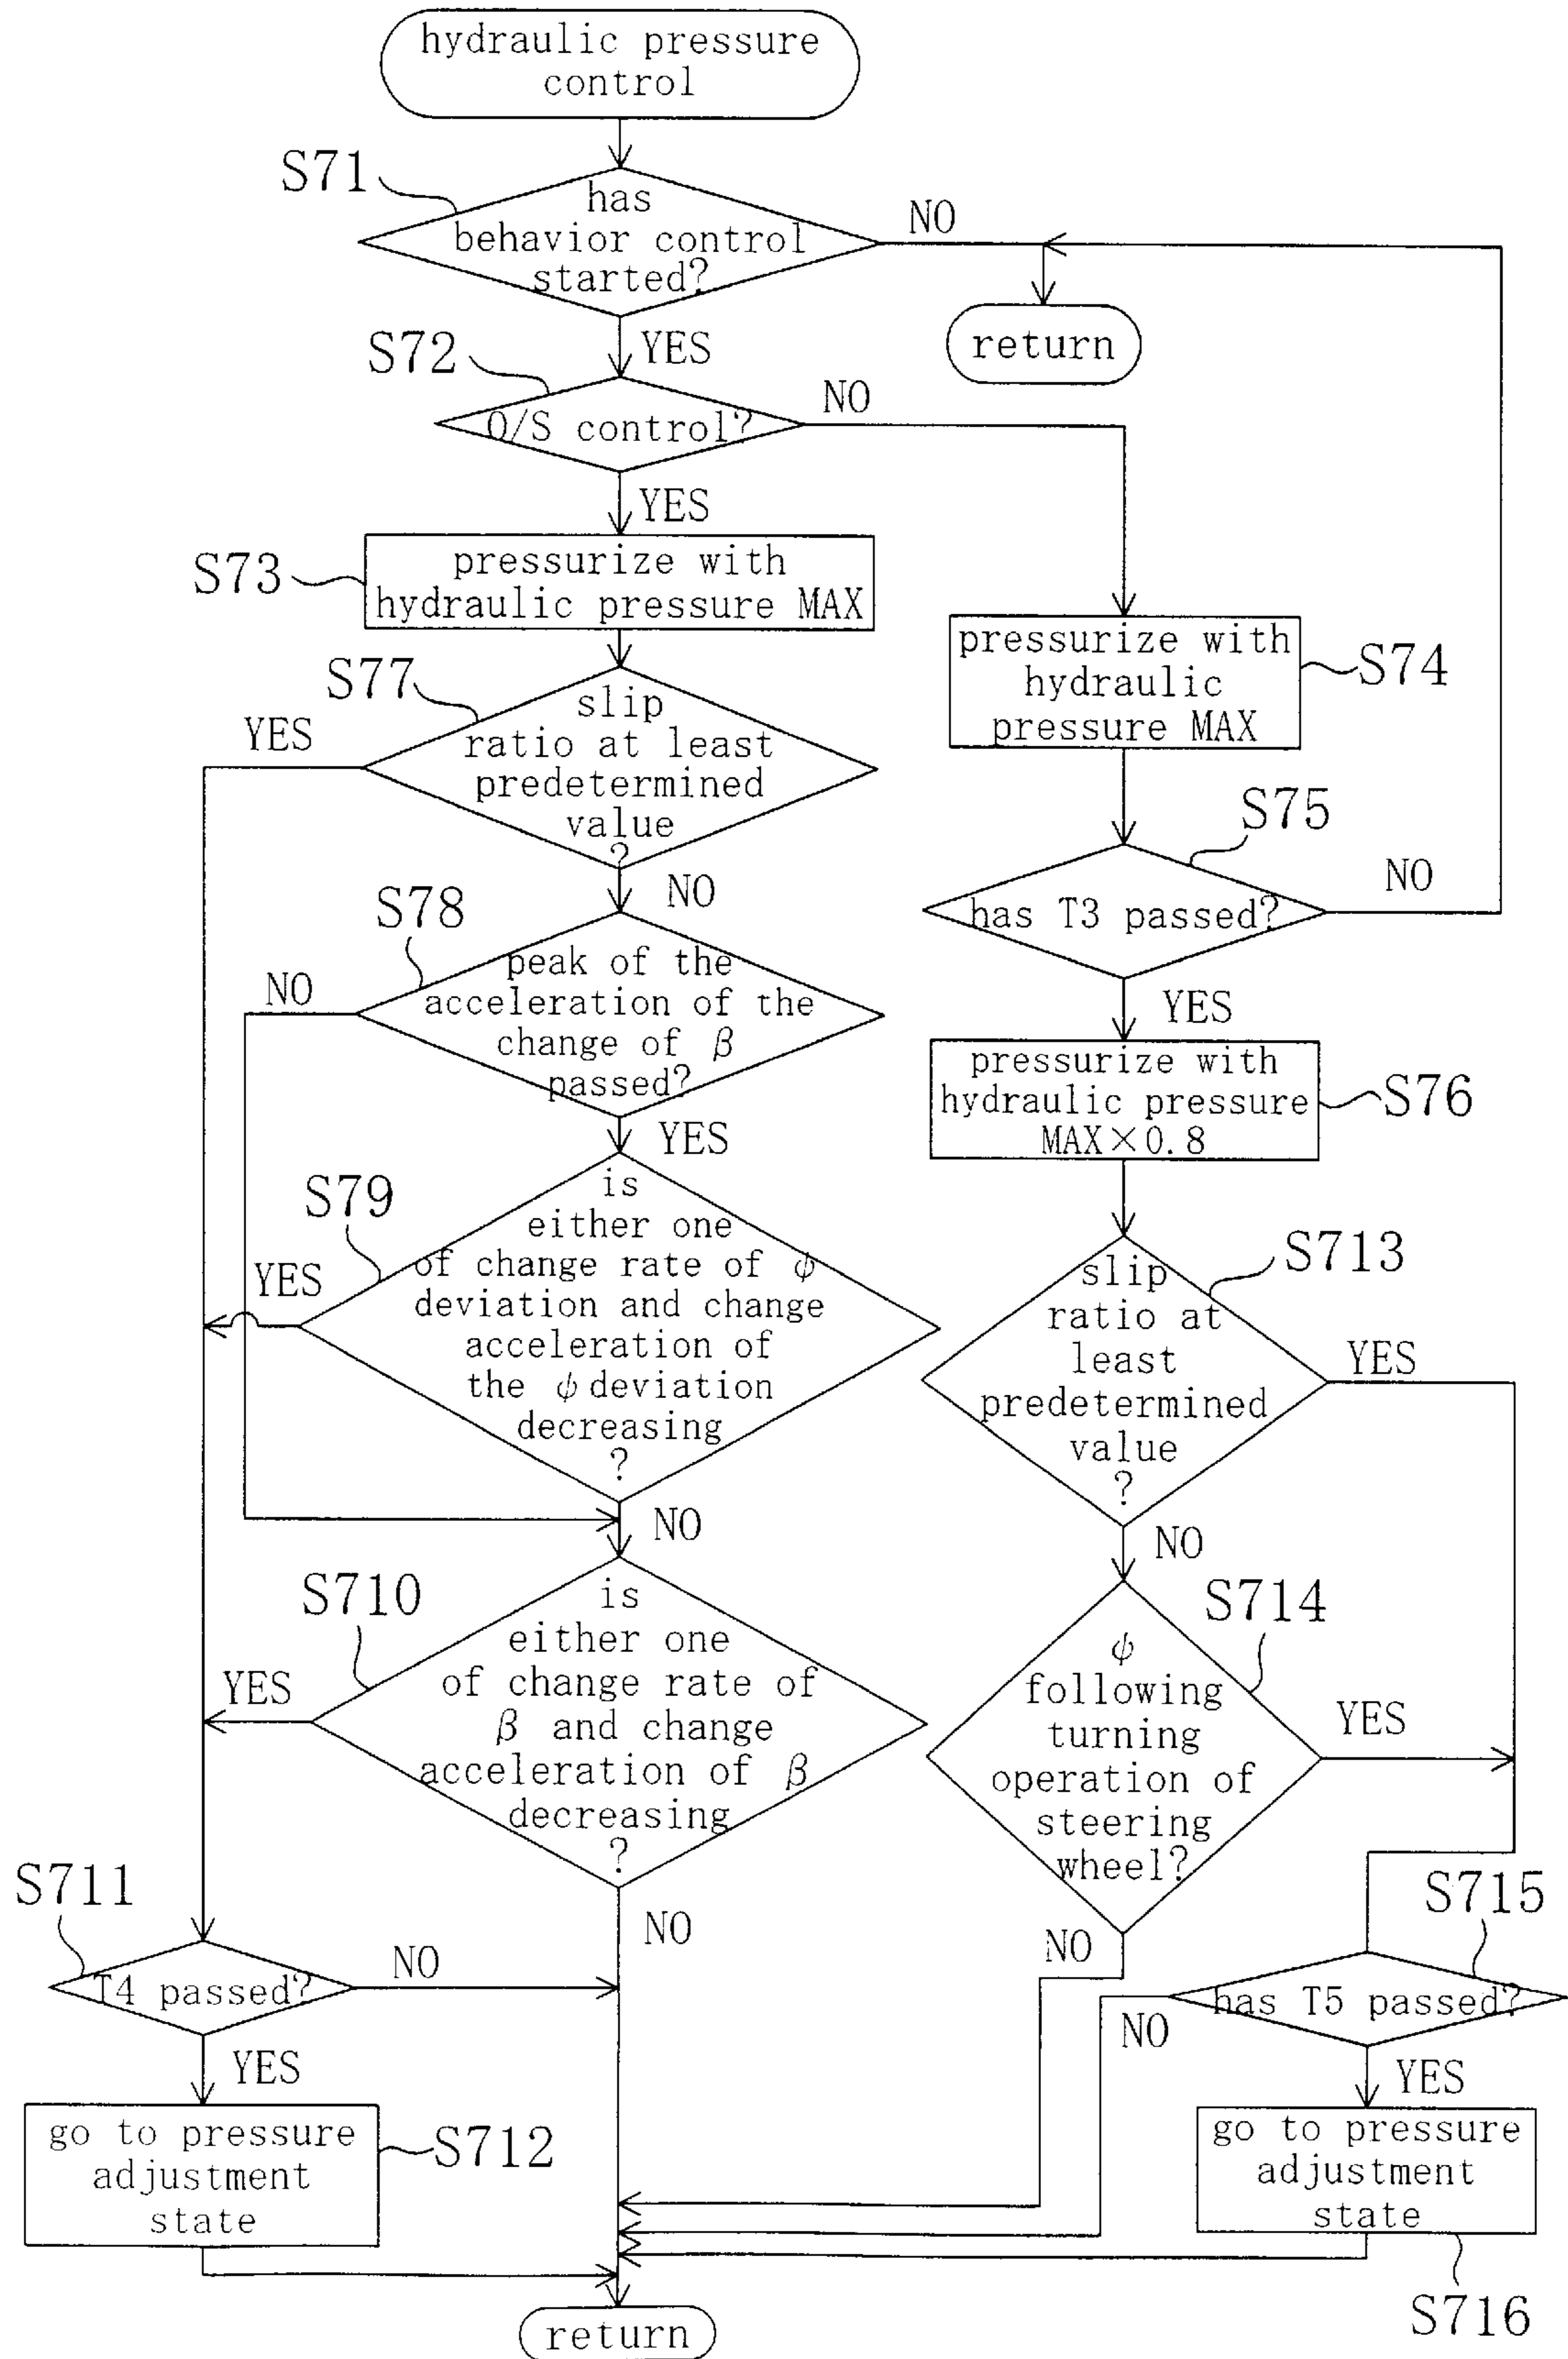 hydraulic pressure
control
S71
has
behavior control
started?
NO
return
YES
S72
O/S control?
NO
YES
S73
pressurize with
hydraulic pressure MAX
pressurize with
hydraulic
pressure MAX
S74
S77
slip
ratio at least
predetermined
value
?
YES
NO
S75
has T3 passed?
NO
YES
S78
peak of the
acceleration of the
change of β
passed?
NO
YES
pressurize with
hydraulic pressure
MAX×0.8
S76
S79
is
either one
of change rate of φ
deviation and change
acceleration of
the φ deviation
decreasing
?
YES
NO
S713
slip
ratio at
least
predetermined
value
?
YES
NO
S710
is
either one
of change rate of
β and change
acceleration of β
decreasing
?
YES
NO
S714
φ
following
turning
operation of
steering
wheel?
YES
NO
S711
T4 passed?
NO
YES
S715
has T5 passed?
NO
YES
go to pressure
adjustment
state
S712
go to pressure
adjustment
state
S716
return